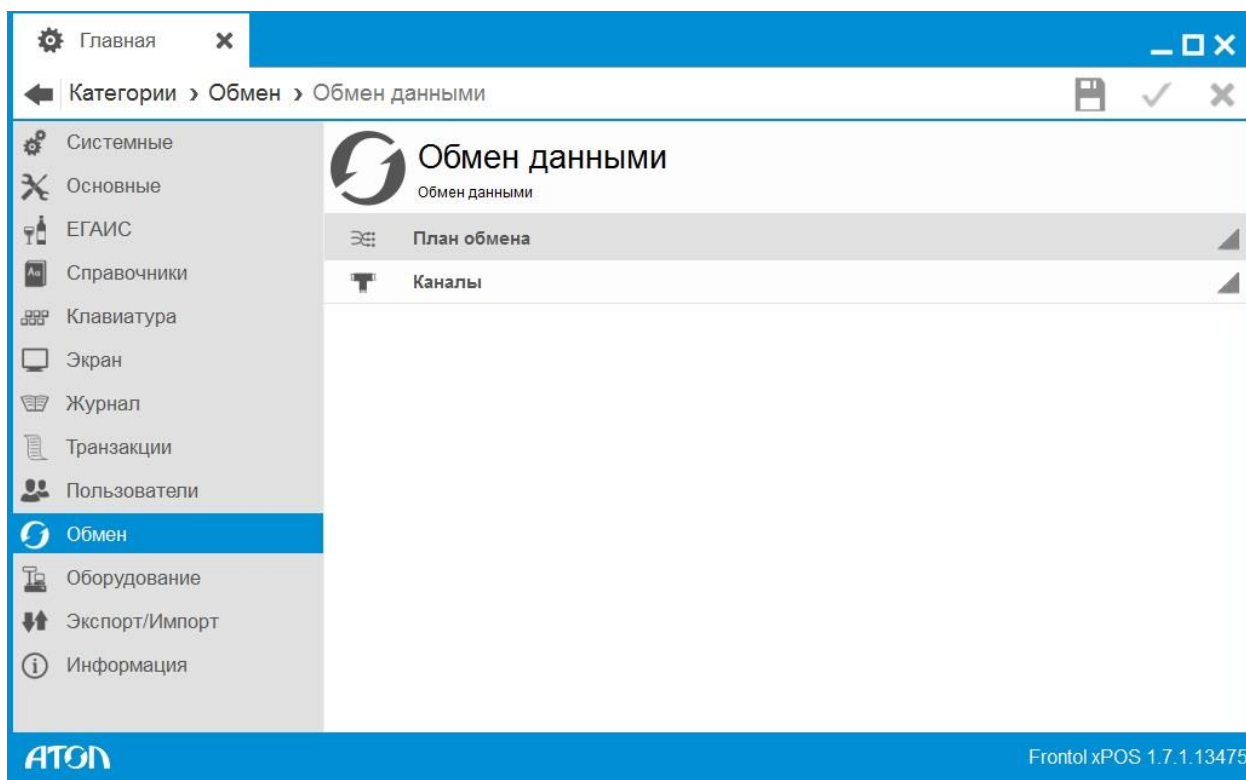 Главная
Категории › Обмен › Обмен данными
Системные
Основные
ЕГАИС
Справочники
Клавиатура
Экран
Журнал
Транзакции
Пользователи
Обмен
Оборудование
Экспорт/Импорт
Информация
Обмен данными
Обмен данными
План обмена
Каналы
АТОЛ
Frontol xPOS 1.7.1.13475